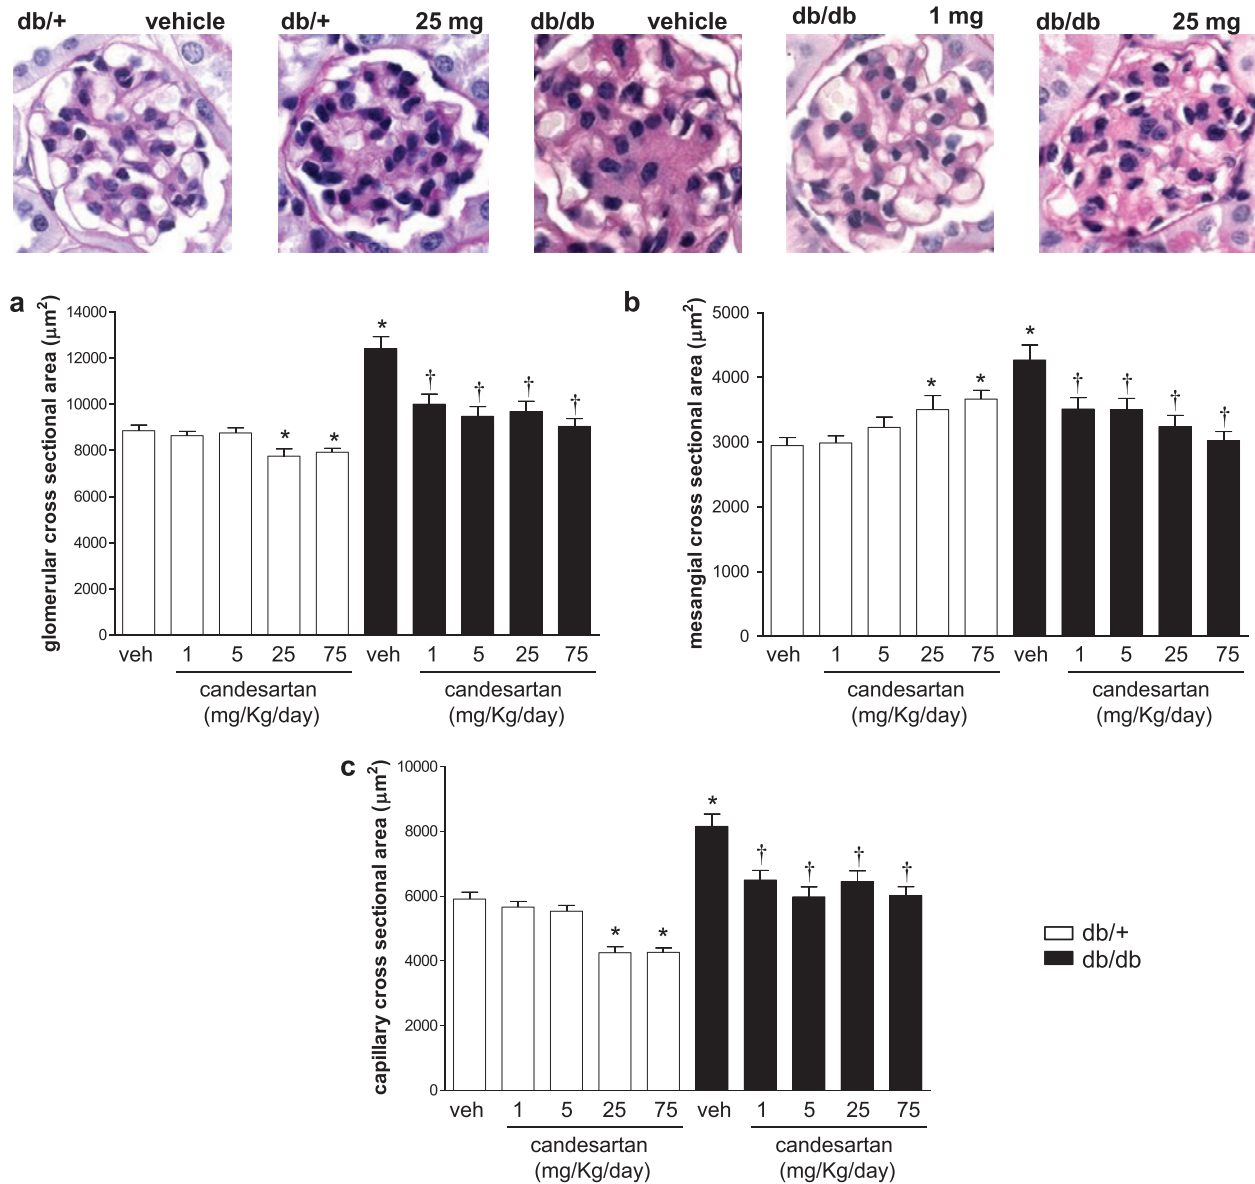 db/+ vehicle
db/+ 25 mg
db/db vehicle
db/db 1 mg
db/db 25 mg
a
glomerular cross sectional area (μm²)
14000
12000
10000
8000
6000
4000
2000
0
* * * † † † †
veh 1 5 25 75 veh 1 5 25 75
candesartan
(mg/Kg/day)
candesartan
(mg/Kg/day)
b
mesangial cross sectional area (μm²)
5000
4000
3000
2000
1000
0
* * * † † † †
veh 1 5 25 75 veh 1 5 25 75
candesartan
(mg/Kg/day)
candesartan
(mg/Kg/day)
c
capillary cross sectional area (μm²)
10000
8000
6000
4000
2000
0
* * * † † † †
veh 1 5 25 75 veh 1 5 25 75
candesartan
(mg/Kg/day)
candesartan
(mg/Kg/day)
db/+
db/db